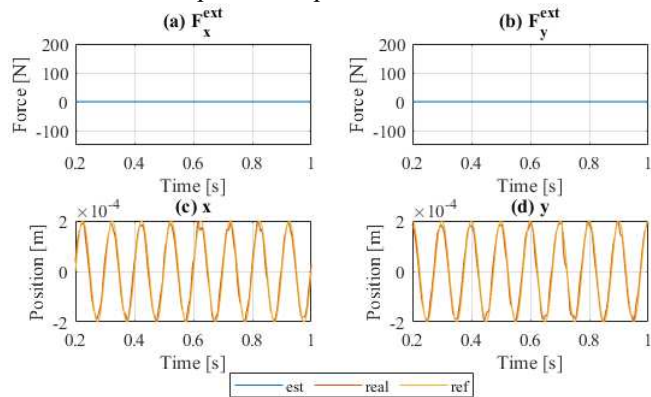 (a) F_x^ext
(b) F_y^ext
Force [N]
200
100
0
-100
0.2 0.4 0.6 0.8 1
Time [s]
Force [N]
200
100
0
-100
0.2 0.4 0.6 0.8 1
Time [s]
(c) x
×10^-4
Position [m]
2
0
-2
0.2 0.4 0.6 0.8 1
Time [s]
(d) y
×10^-4
Position [m]
2
0
-2
0.2 0.4 0.6 0.8 1
Time [s]
est real ref